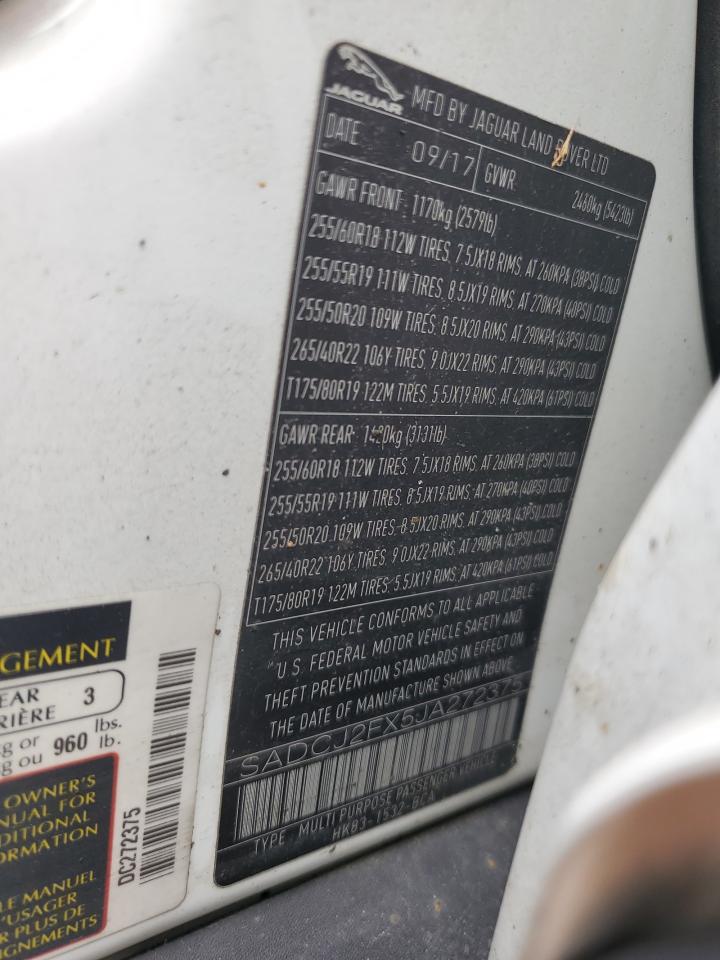 JAGUAR
MFD BY JAGUAR LAND ROVER LTD
DATE 09/17 GVWR: 2460kg (5423lb)
GAWR FRONT: 1170kg (2579lb)
255/60R18 112W TIRES, 7.5JX18 RIMS, AT 260KPA (38PSI) COLD
255/55R19 111W TIRES, 8.5JX19 RIMS, AT 270KPA (40PSI) COLD
255/50R20 109W TIRES, 8.5JX20 RIMS, AT 290KPA (43PSI) COLD
265/40R22 106Y TIRES, 9.0JX22 RIMS, AT 290KPA (43PSI) COLD
T175/80R19 122M TIRES, 5.5JX19 RIMS, AT 420KPA (61PSI) COLD
GAWR REAR: 1420kg (3131lb)
255/60R18 112W TIRES, 7.5JX18 RIMS, AT 260KPA (38PSI) COLD
255/55R19 111W TIRES, 8.5JX19 RIMS, AT 270KPA (40PSI) COLD
255/50R20 109W TIRES, 8.5JX20 RIMS, AT 290KPA (43PSI) COLD
265/40R22 106Y TIRES, 9.0JX22 RIMS, AT 290KPA (43PSI) COLD
T175/80R19 122M TIRES, 5.5JX19 RIMS, AT 420KPA (61PSI) COLD
THIS VEHICLE CONFORMS TO ALL APPLICABLE
U.S. FEDERAL MOTOR VEHICLE SAFETY AND
THEFT PREVENTION STANDARDS IN EFFECT ON
THE DATE OF MANUFACTURE SHOWN ABOVE.
SADCJ2FX5JA272375
TYPE: MULTI PURPOSE PASSENGER VEHICLE
HK83-1532-BCA
GEMENT
EAR 3
RIÈRE
kg or 960 lbs.
g ou lb.
OWNER'S
NUAL FOR
DITIONAL
ORMATION
LE MANUEL
'USAGER
R PLUS DE
IGNEMENTS
DC272375